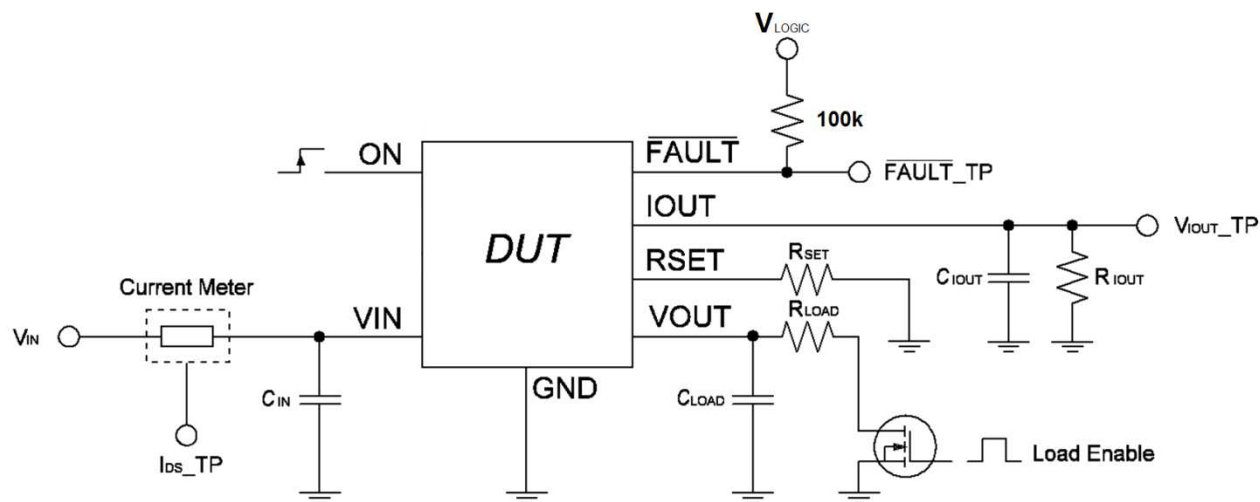 VLOGIC
100k
ON
FAULT
FAULT_TP
IOUT
VIOUT_TP
DUT
RSET
RSET
CIOUT
RIOUT
Current Meter
VIN
VIN
VOUT
RLOAD
GND
CIN
CLOAD
IDS_TP
Load Enable